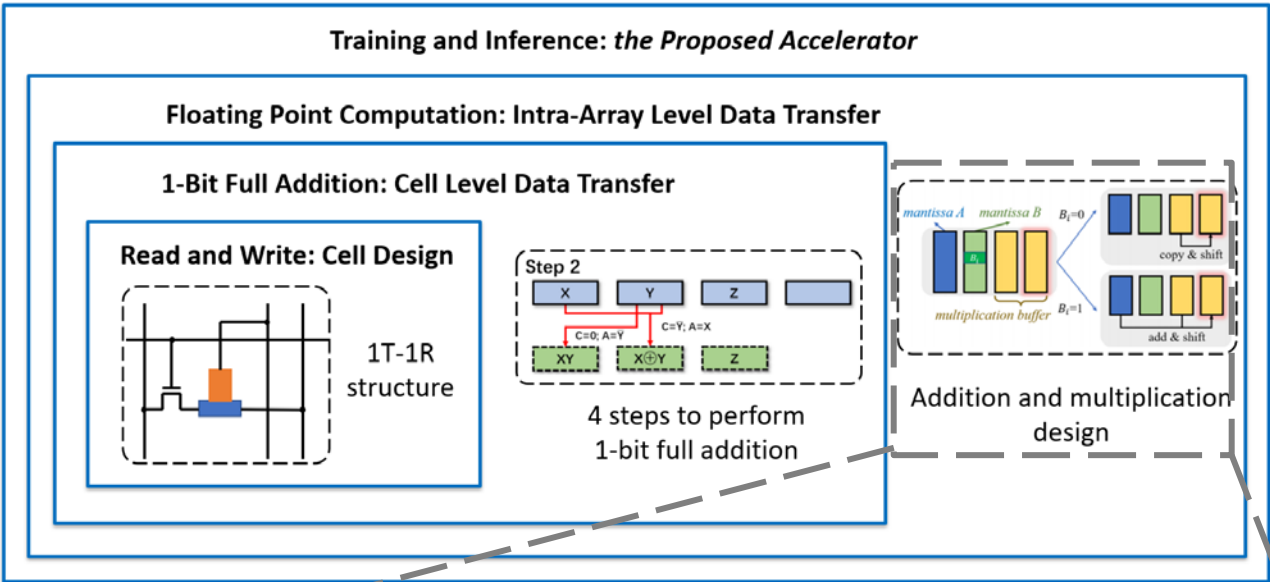 Training and Inference: the Proposed Accelerator
Floating Point Computation: Intra-Array Level Data Transfer
1-Bit Full Addition: Cell Level Data Transfer
Read and Write: Cell Design
1T-1R
structure
Step 2
X
Y
Z
C=0; A=Ȳ
C=Ȳ; A=X
XY
X⊕Y
Z
4 steps to perform
1-bit full addition
mantissa A
mantissa B
Bᵢ
multiplication buffer
Bᵢ=0
copy & shift
Bᵢ=1
add & shift
Addition and multiplication
design